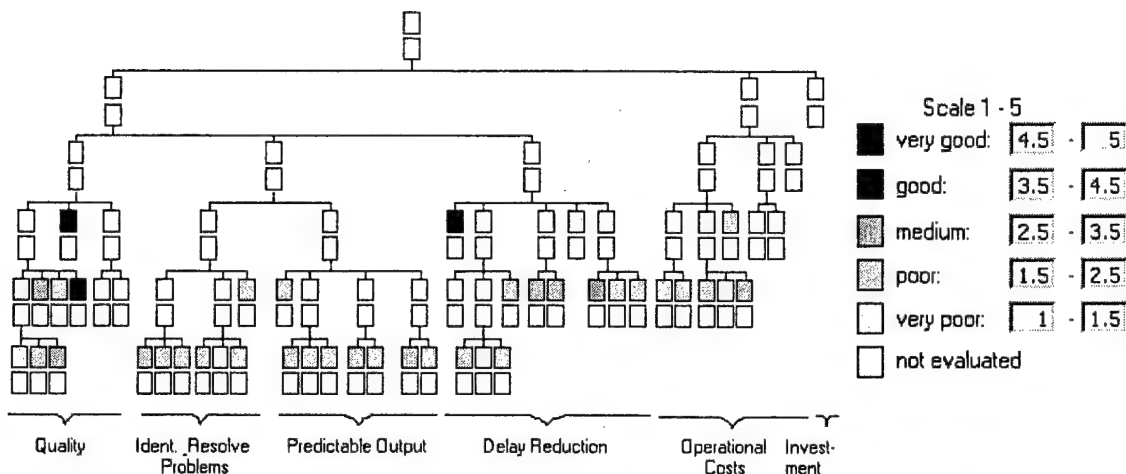 Scale 1 - 5
very good: 4.5 - 5
good: 3.5 - 4.5
medium: 2.5 - 3.5
poor: 1.5 - 2.5
very poor: 1 - 1.5
not evaluated
Quality
Ident. Resolve
Problems
Predictable Output
Delay Reduction
Operational
Costs
Invest-
ment